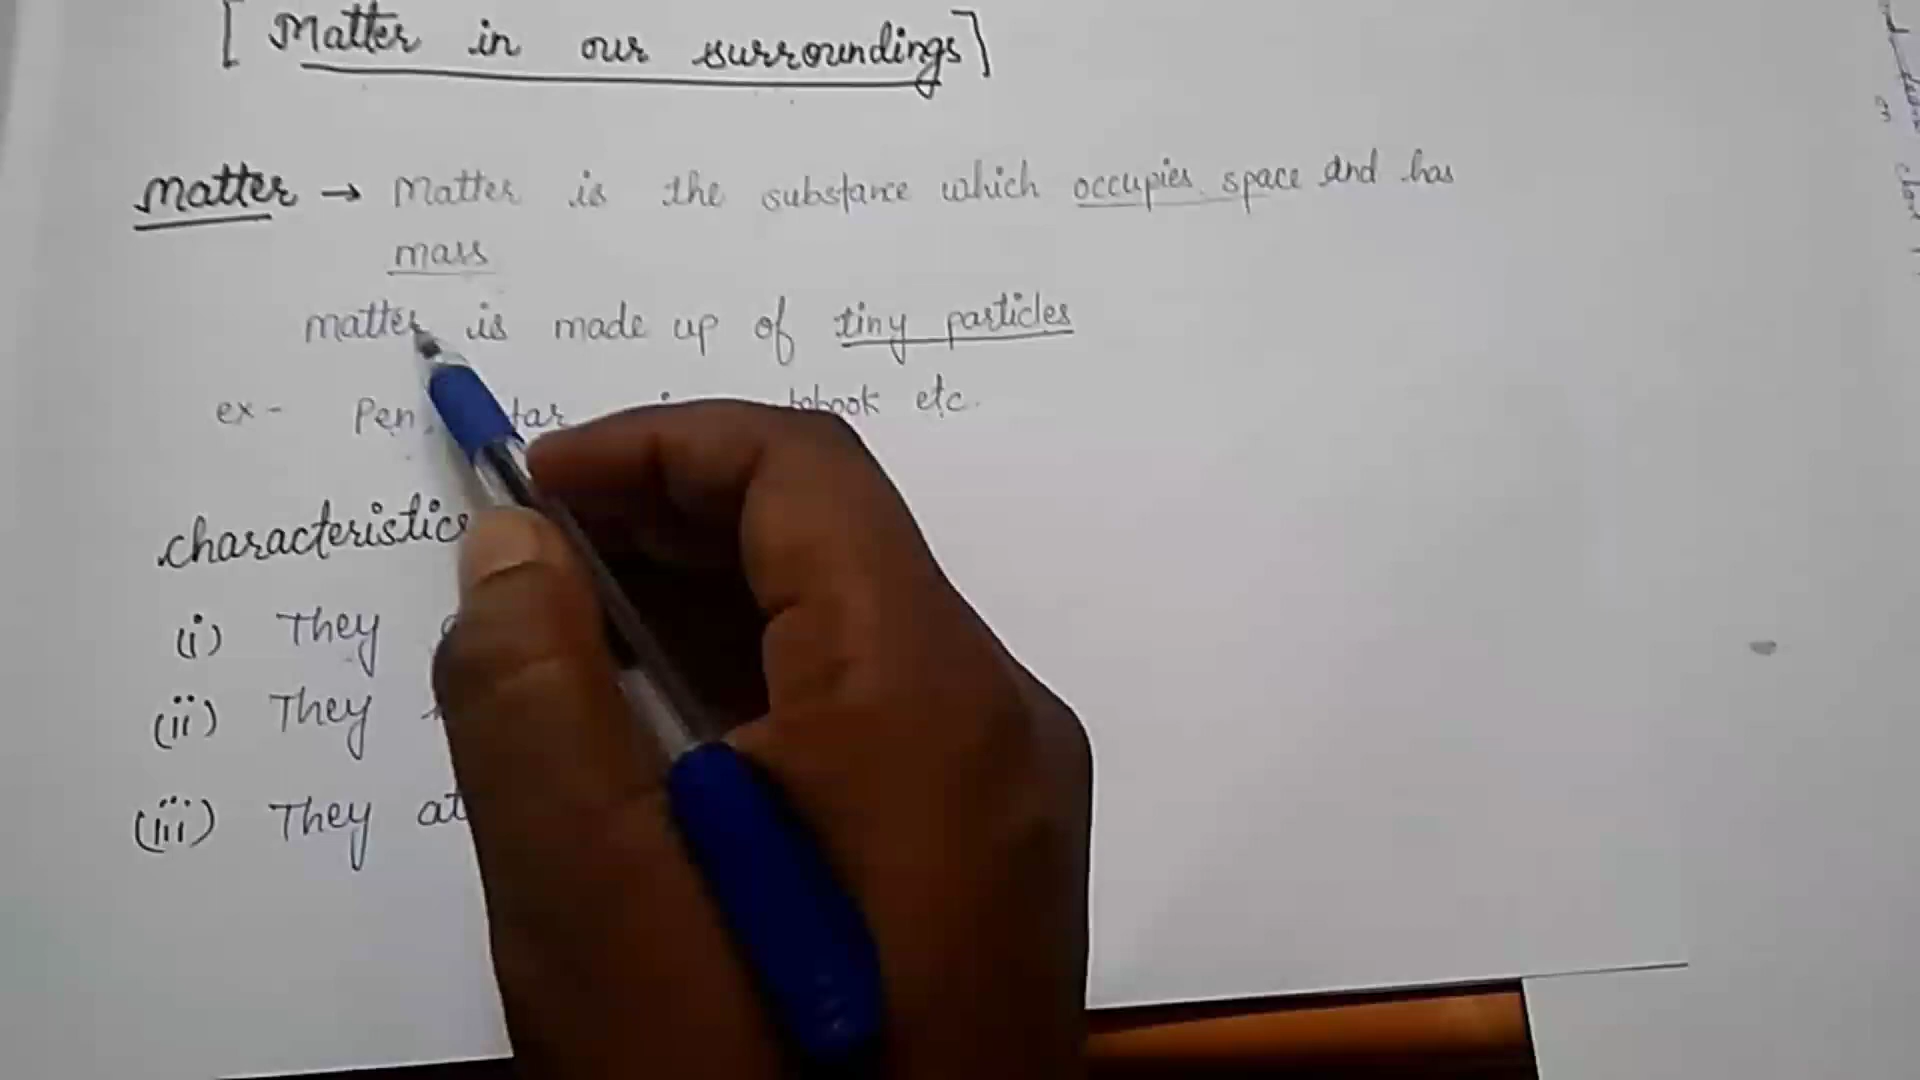 [ Matter in our surroundings ]
Matter → Matter is the substance which occupies space and has
mass
matter is made up of tiny particles
ex- Pen, etc.
characteristics
(i) They
(ii) They
(iii) They